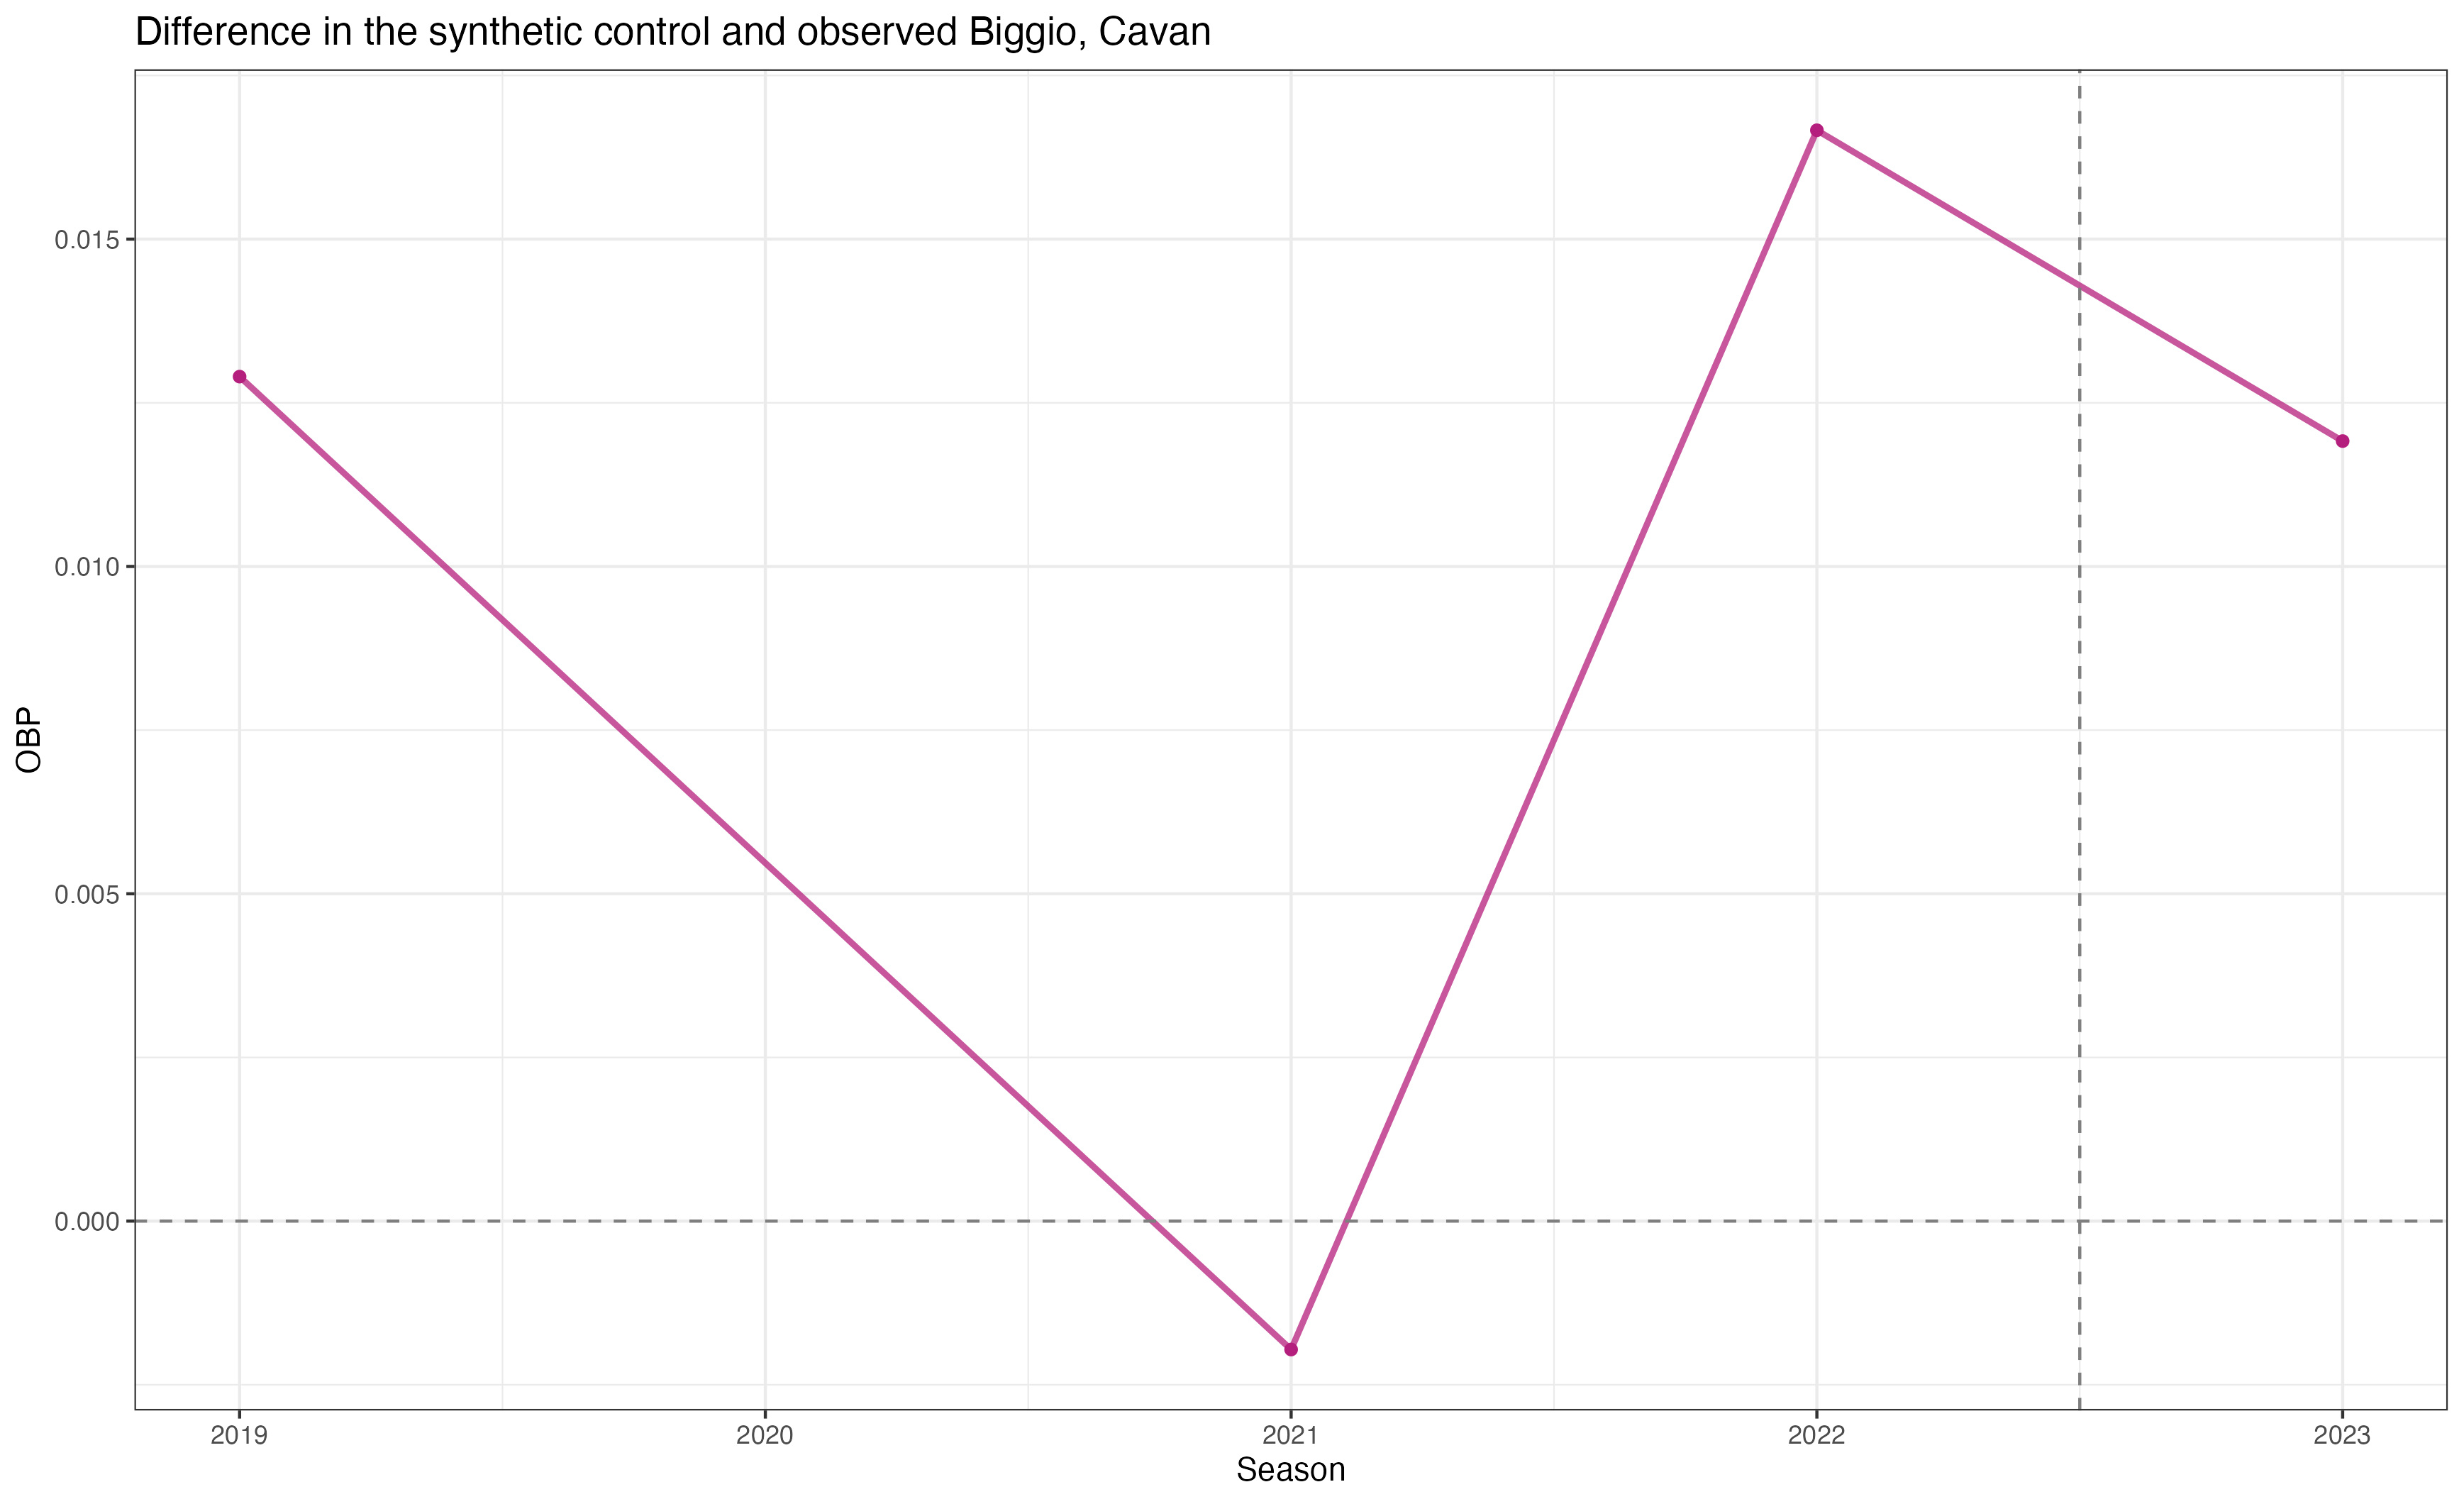 Difference in the synthetic control and observed Biggio, Cavan
0.015
0.010
0.005
0.000
OBP
2019 2020 2021 2022 2023
Season